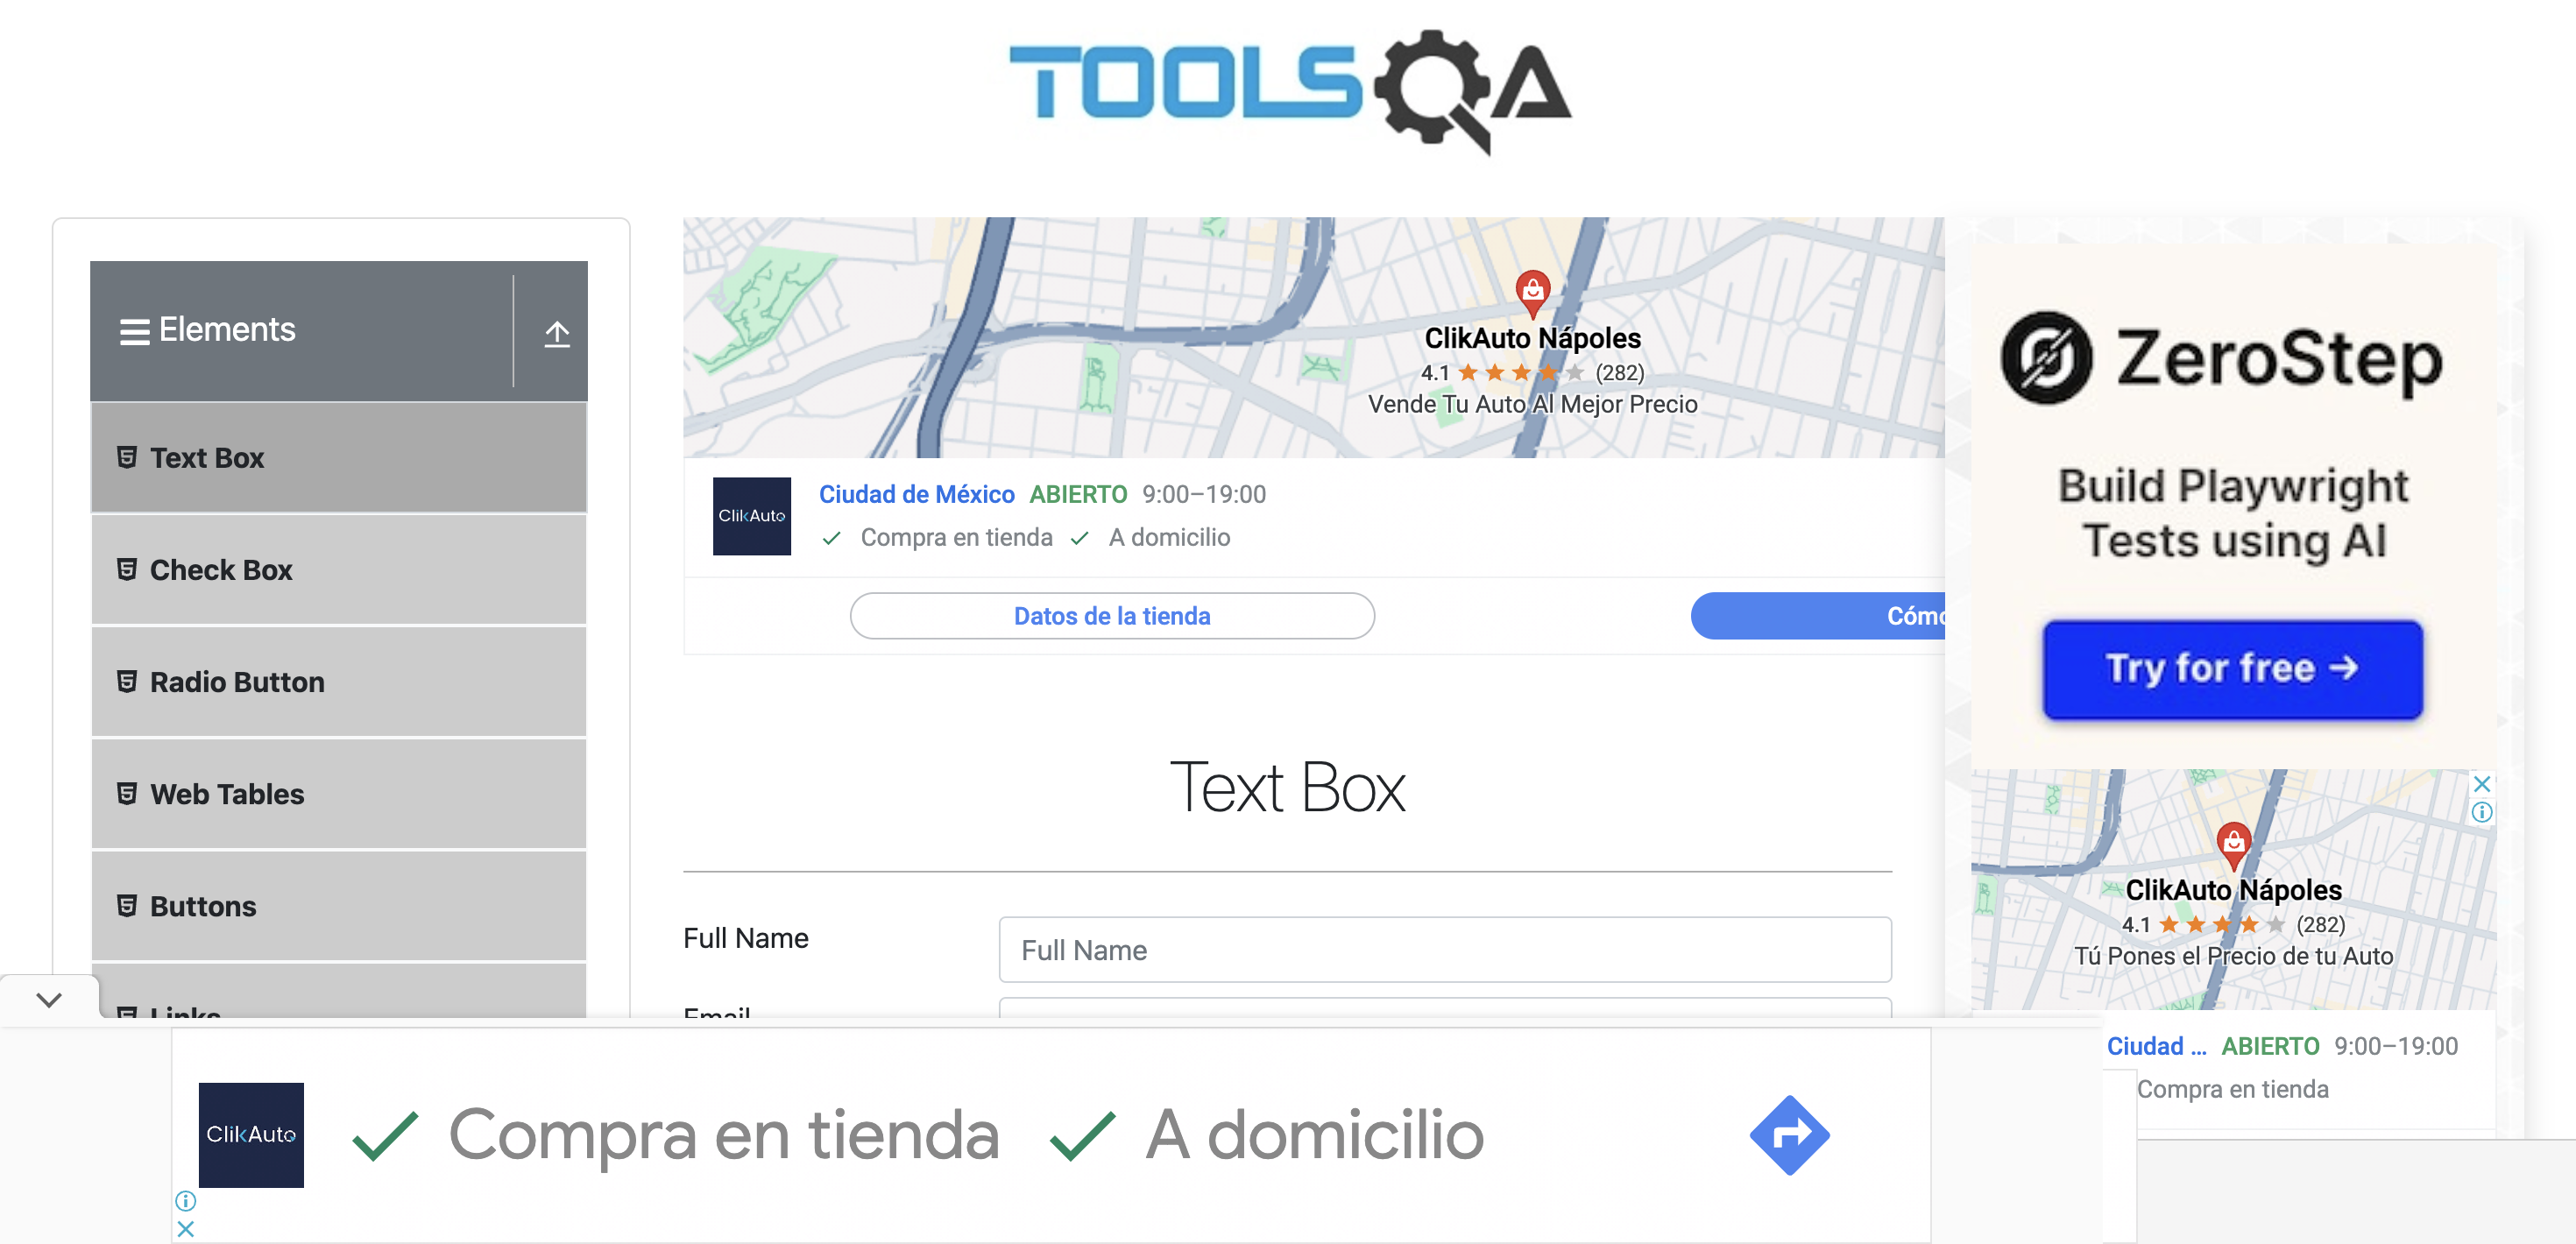 TOOLSQA
Elements
Text Box
Check Box
Radio Button
Web Tables
Buttons
Links
ClikAuto Nápoles
4.1 (282)
Vende Tu Auto Al Mejor Precio
ClikAuto
Ciudad de México ABIERTO 9:00–19:00
Compra en tienda A domicilio
Datos de la tienda
Cómo
Text Box
Full Name
Full Name
Email
ZeroStep
Build Playwright
Tests using AI
Try for free →
ClikAuto Nápoles
4.1 (282)
Tú Pones el Precio de tu Auto
Ciudad ... ABIERTO 9:00–19:00
Compra en tienda
ClikAuto
Compra en tienda A domicilio